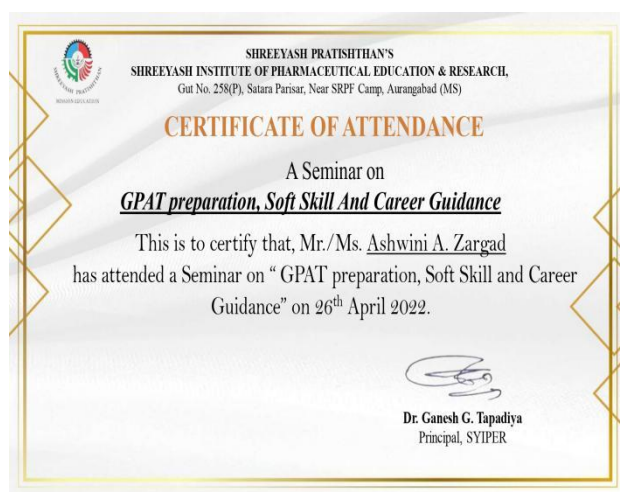 SHREEYASH PRATISHTHAN'S
SHREEYASH INSTITUTE OF PHARMACEUTICAL EDUCATION & RESEARCH,
Gut No. 258(P), Satara Parisar, Near SRPF Camp, Aurangabad (MS)
SHREEYASH PRATISHTHAN
CERTIFICATE OF ATTENDANCE
A Seminar on
GPAT preparation, Soft Skill And Career Guidance
This is to certify that, Mr./Ms. Ashwini A. Zargad
has attended a Seminar on “ GPAT preparation, Soft Skill and Career
Guidance” on 26th April 2022.
Dr. Ganesh G. Tapadiya
Principal, SYIPER